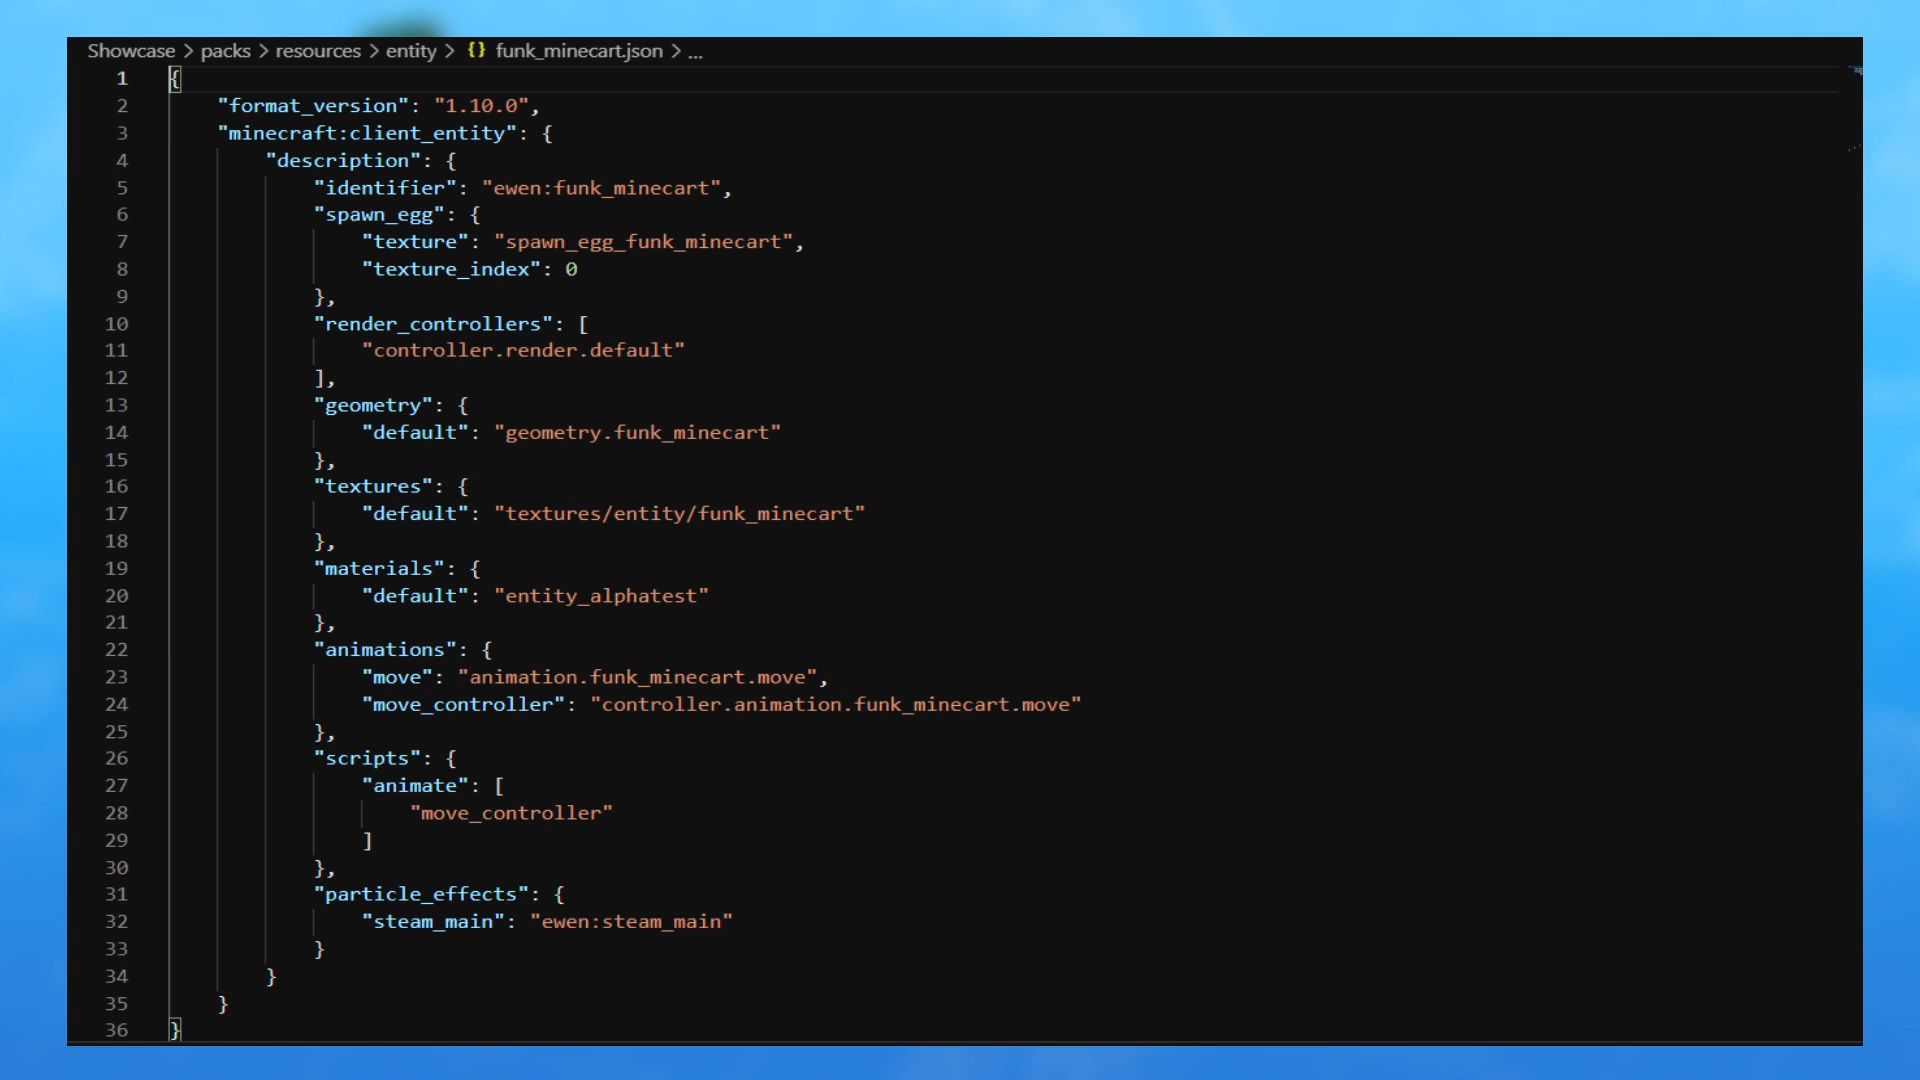 Showcase > packs > resources > entity > {} funk_minecart.json > ...
1 {
2 "format_version": "1.10.0",
3 "minecraft:client_entity": {
4 "description": {
5 "identifier": "ewen:funk_minecart",
6 "spawn_egg": {
7 "texture": "spawn_egg_funk_minecart",
8 "texture_index": 0
9 },
10 "render_controllers": [
11 "controller.render.default"
12 ],
13 "geometry": {
14 "default": "geometry.funk_minecart"
15 },
16 "textures": {
17 "default": "textures/entity/funk_minecart"
18 },
19 "materials": {
20 "default": "entity_alphatest"
21 },
22 "animations": {
23 "move": "animation.funk_minecart.move",
24 "move_controller": "controller.animation.funk_minecart.move"
25 },
26 "scripts": {
27 "animate": [
28 "move_controller"
29 ]
30 },
31 "particle_effects": {
32 "steam_main": "ewen:steam_main"
33 }
34 }
35 }
36 }